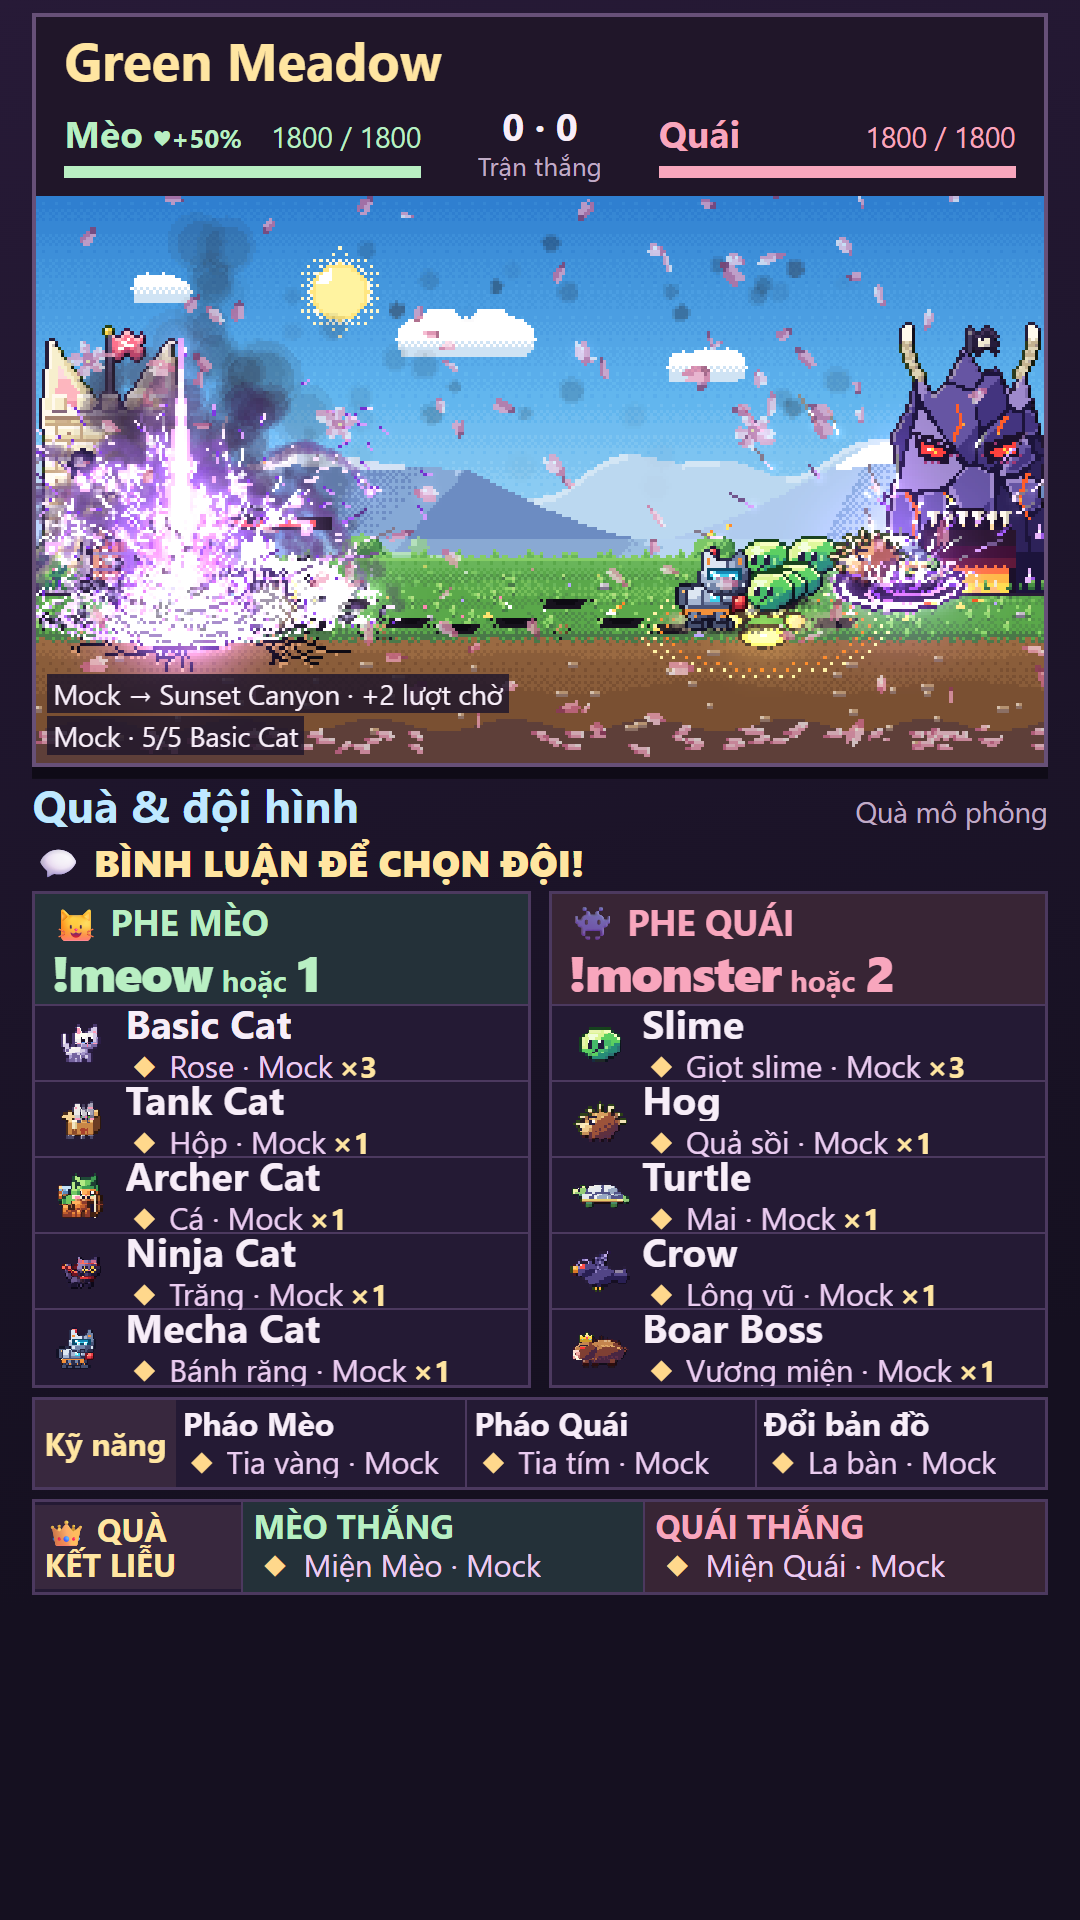 Green Meadow
Mèo ♥+50% 1800 / 1800
0 · 0
Trận thắng
Quái 1800 / 1800
Mock → Sunset Canyon · +2 lượt chờ
Mock · 5/5 Basic Cat
Quà & đội hình
Quà mô phỏng
💬 BÌNH LUẬN ĐỂ CHỌN ĐỘI!
PHE MÈO
!meow hoặc 1
Basic Cat
◆ Rose · Mock ×3
Tank Cat
◆ Hộp · Mock ×1
Archer Cat
◆ Cá · Mock ×1
Ninja Cat
◆ Trăng · Mock ×1
Mecha Cat
◆ Bánh răng · Mock ×1
PHE QUÁI
!monster hoặc 2
Slime
◆ Giọt slime · Mock ×3
Hog
◆ Quả sồi · Mock ×1
Turtle
◆ Mai · Mock ×1
Crow
◆ Lông vũ · Mock ×1
Boar Boss
◆ Vương miện · Mock ×1
Kỹ năng
Pháo Mèo
◆ Tia vàng · Mock
Pháo Quái
◆ Tia tím · Mock
Đổi bản đồ
◆ La bàn · Mock
QUÀ
KẾT LIỄU
MÈO THẮNG
◆ Miện Mèo · Mock
QUÁI THẮNG
◆ Miện Quái · Mock